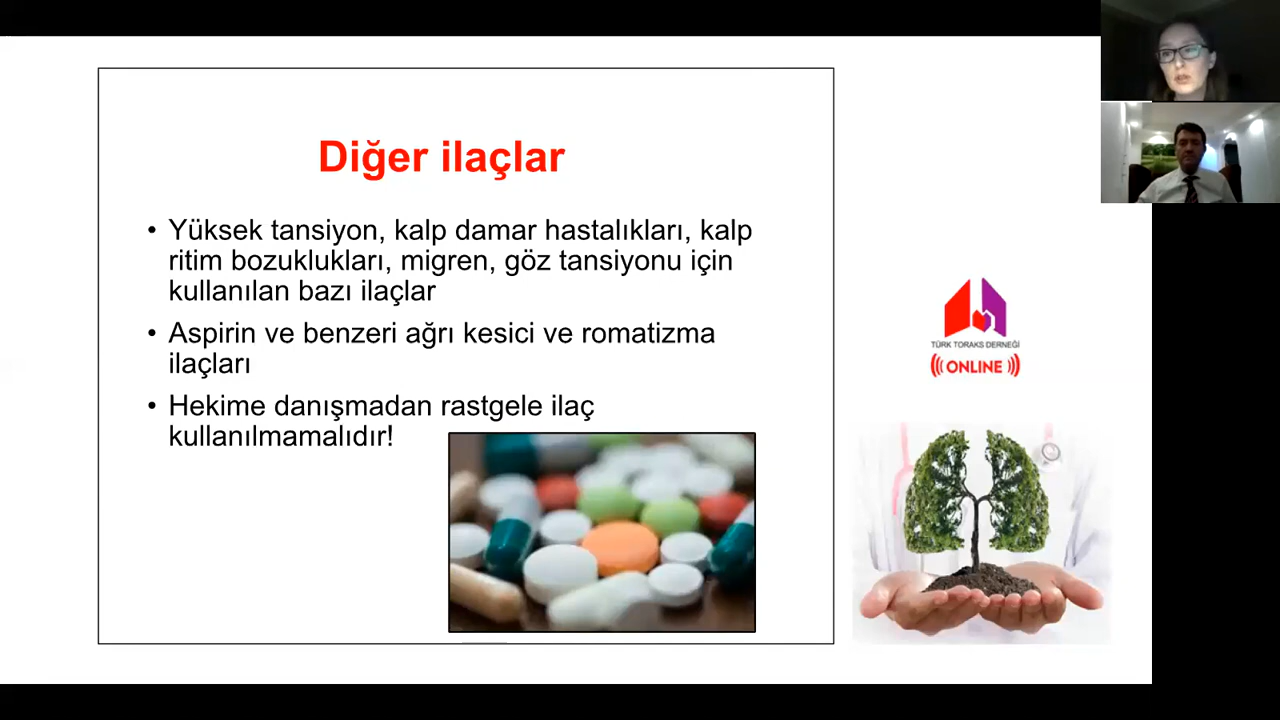 Diğer ilaçlar
• Yüksek tansiyon, kalp damar hastalıkları, kalp
ritim bozuklukları, migren, göz tansiyonu için
kullanılan bazı ilaçlar
• Aspirin ve benzeri ağrı kesici ve romatizma
ilaçları
• Hekime danışmadan rastgele ilaç
kullanılmamalıdır!
TÜRK TORAKS DERNEĞİ
ONLINE